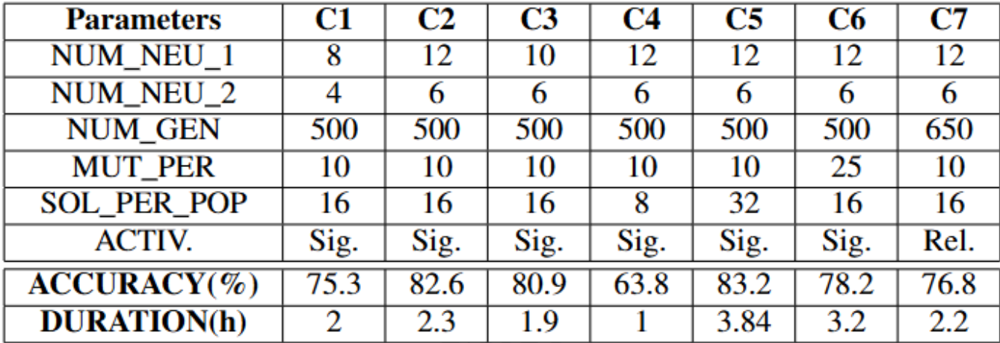 Parameters C1 C2 C3 C4 C5 C6 C7
NUM_NEU_1 8 12 10 12 12 12 12
NUM_NEU_2 4 6 6 6 6 6 6
NUM_GEN 500 500 500 500 500 500 650
MUT_PER 10 10 10 10 10 25 10
SOL_PER_POP 16 16 16 8 32 16 16
ACTIV. Sig. Sig. Sig. Sig. Sig. Sig. Rel.
ACCURACY(%) 75.3 82.6 80.9 63.8 83.2 78.2 76.8
DURATION(h) 2 2.3 1.9 1 3.84 3.2 2.2